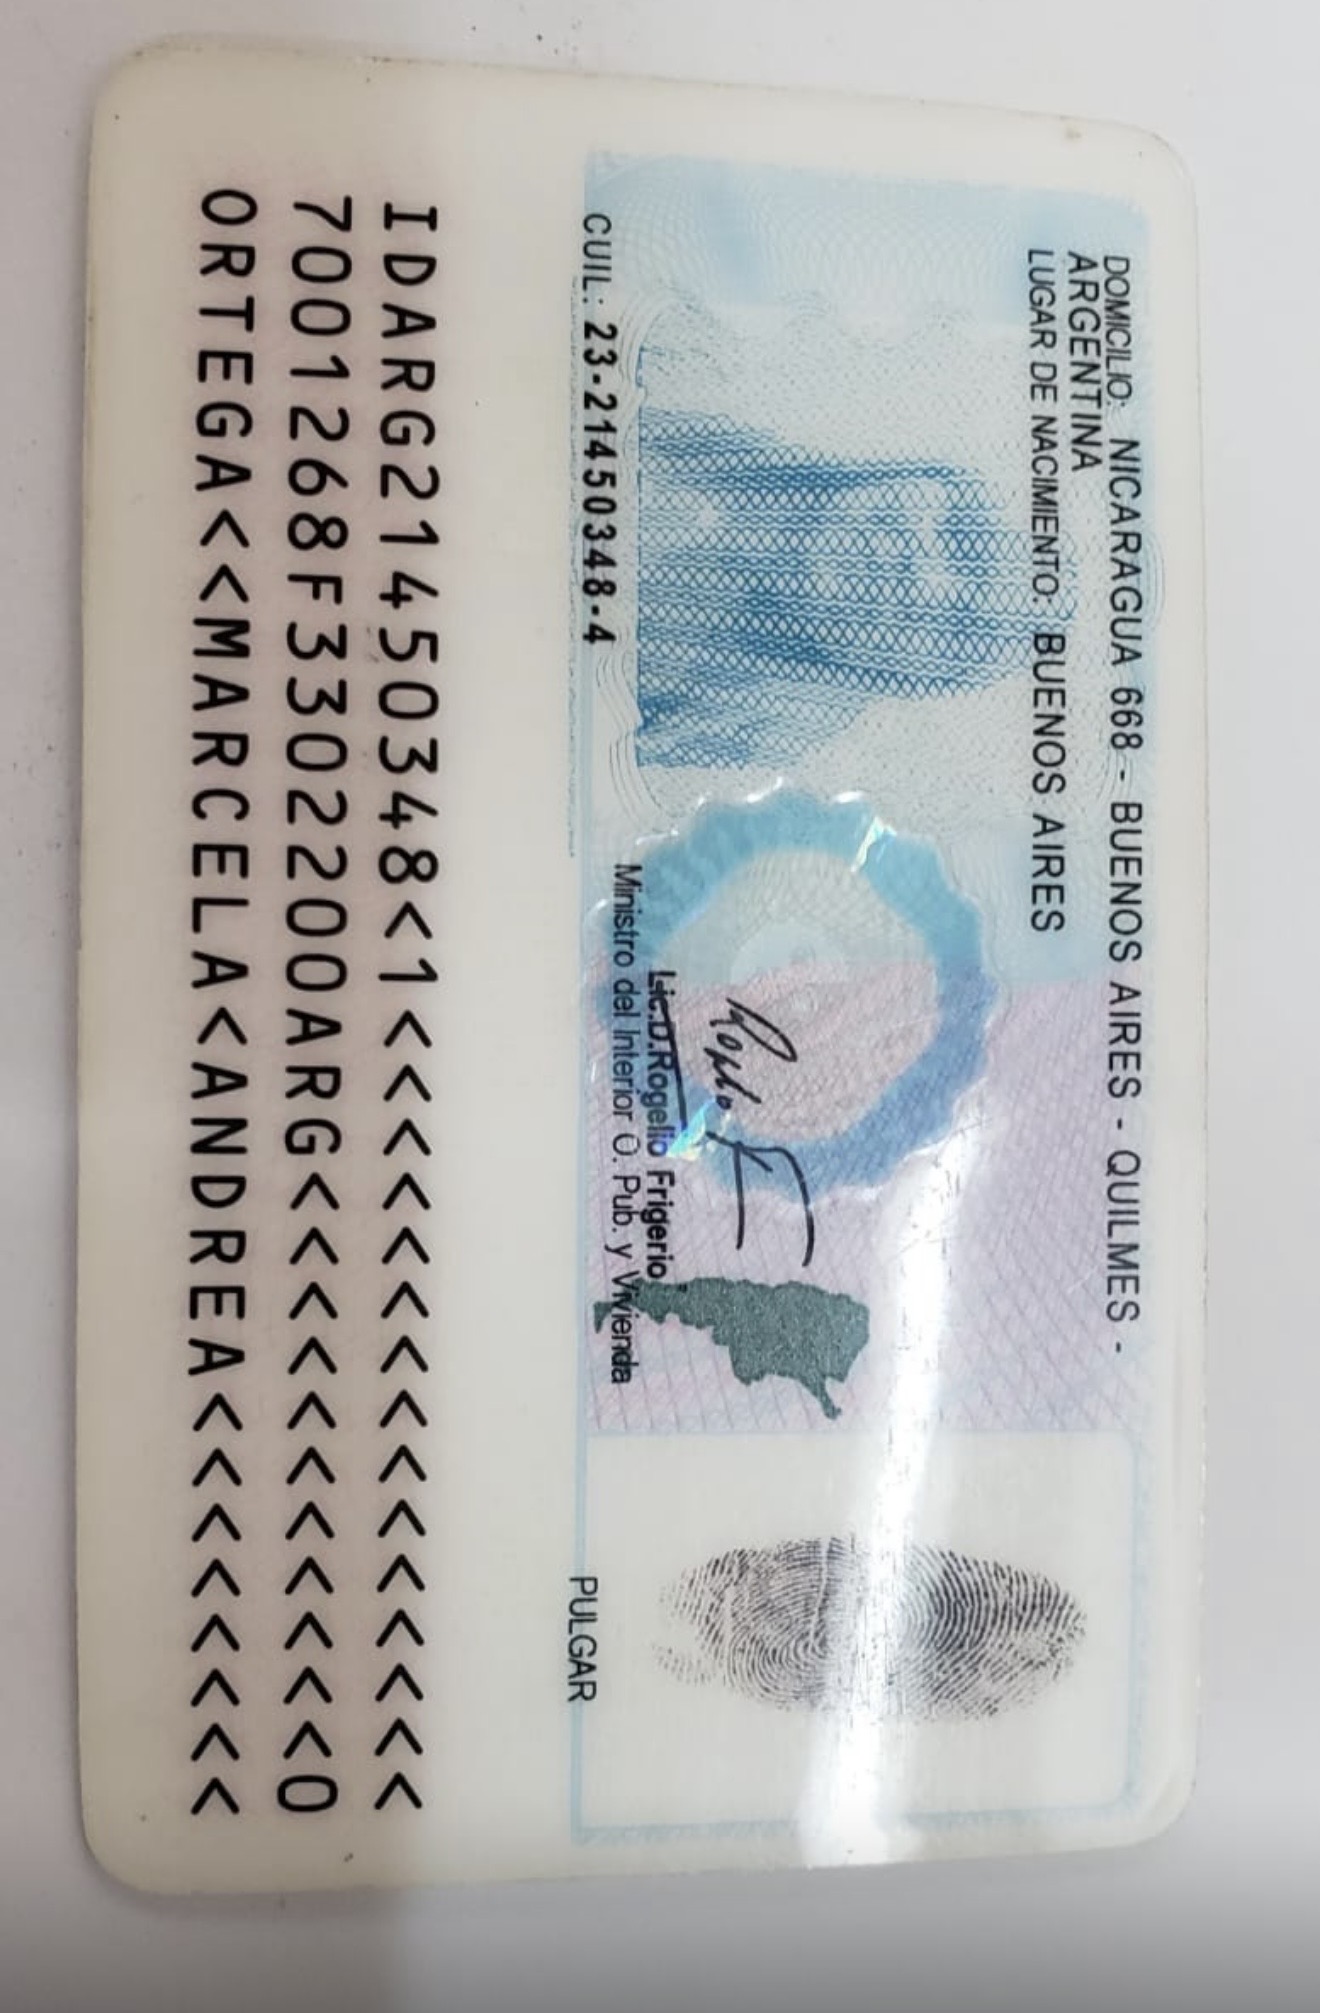 DOMICILIO: NICARAGUA 668 - BUENOS AIRES - QUILMES -
ARGENTINA
LUGAR DE NACIMIENTO: BUENOS AIRES
Lic.D.Rogelio Frigerio
Ministro del Interior O. Pub. y Vivienda
CUIL: 23-21450348-4
PULGAR
IDARG21450348<1<<<<<<<<<<<<<<<
7001268F3302200ARG<<<<<<<<<<<0
ORTEGA<<MARCELA<ANDREA<<<<<<<<